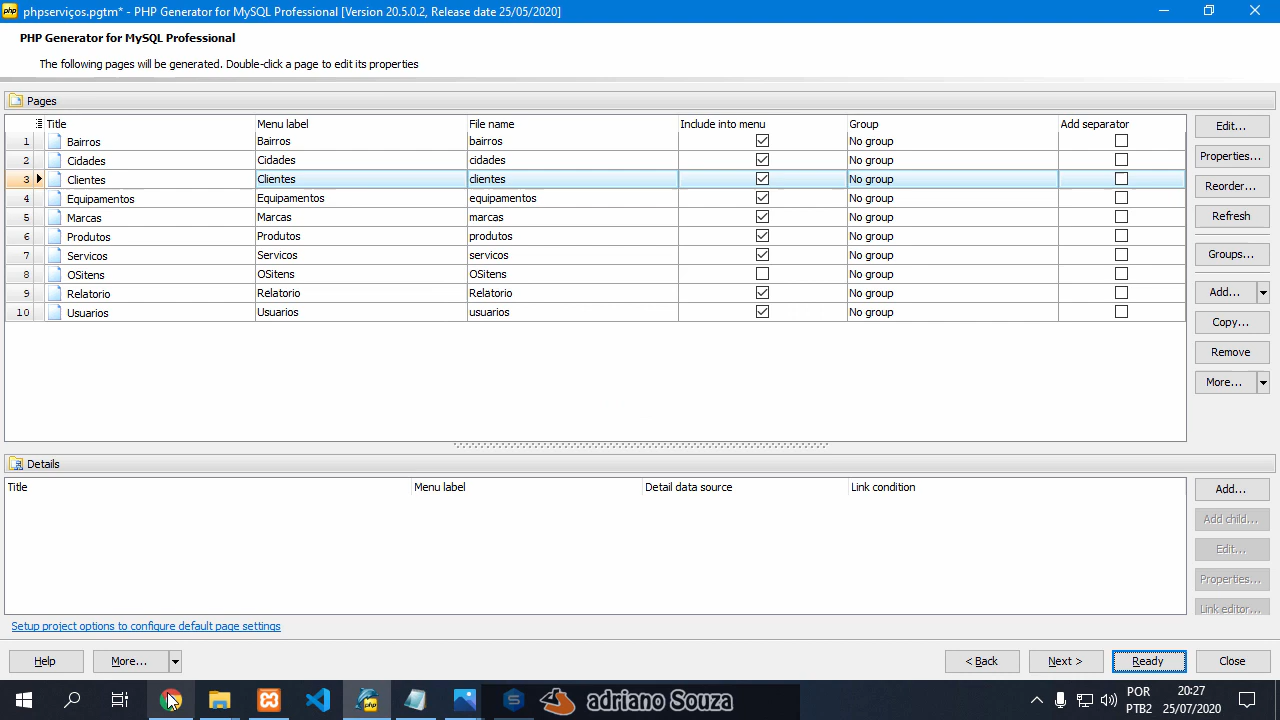 phpserviços.pgtm* - PHP Generator for MySQL Professional [Version 20.5.0.2, Release date 25/05/2020]
PHP Generator for MySQL Professional
The following pages will be generated. Double-click a page to edit its properties
Pages
Title Menu label File name Include into menu Group Add separator
1 Bairros Bairros bairros No group
2 Cidades Cidades cidades No group
3 Clientes Clientes clientes No group
4 Equipamentos Equipamentos equipamentos No group
5 Marcas Marcas marcas No group
6 Produtos Produtos produtos No group
7 Servicos Servicos servicos No group
8 OSitens OSitens OSitens No group
9 Relatorio Relatorio Relatorio No group
10 Usuarios Usuarios usuarios No group
Edit...
Properties...
Reorder...
Refresh
Groups...
Add...
Copy...
Remove
More...
Details
Title Menu label Detail data source Link condition
Add...
Add child...
Edit...
Properties...
Link editor...
Setup project options to configure default page settings
Help More... < Back Next > Ready Close
php
adriano Souza
POR
PTB2
20:27
25/07/2020